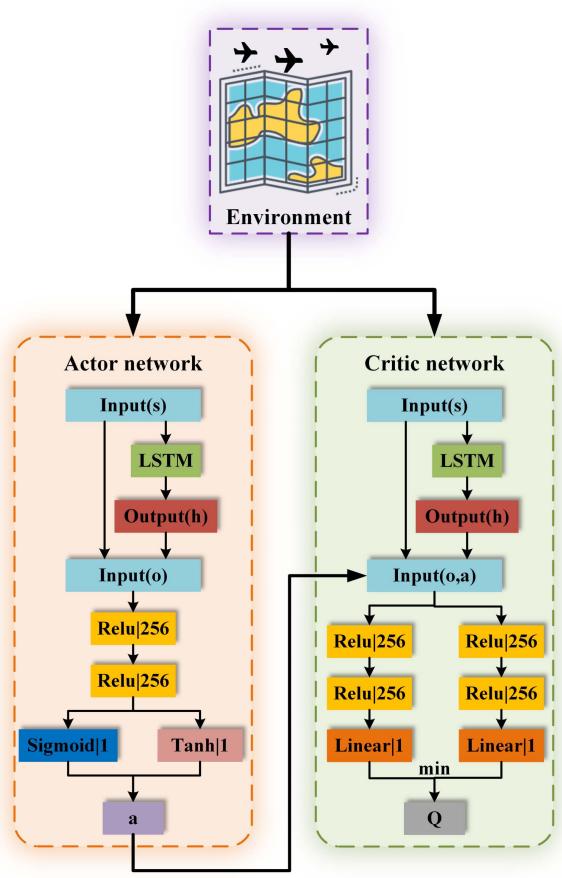 Environment
Actor network
Input(s)
LSTM
Output(h)
Input(o)
Relu|256
Relu|256
Sigmoid|1
Tanh|1
a
Critic network
Input(s)
LSTM
Output(h)
Input(o,a)
Relu|256
Relu|256
Relu|256
Relu|256
Linear|1
Linear|1
min
Q